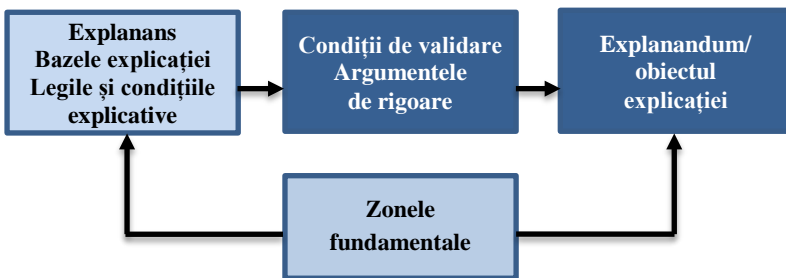 Explanans
Bazele explicației
Legile și condițiile
explicative
Condiții de validare
Argumentele
de rigoare
Explanandum/
obiectul
explicației
Zonele
fundamentale